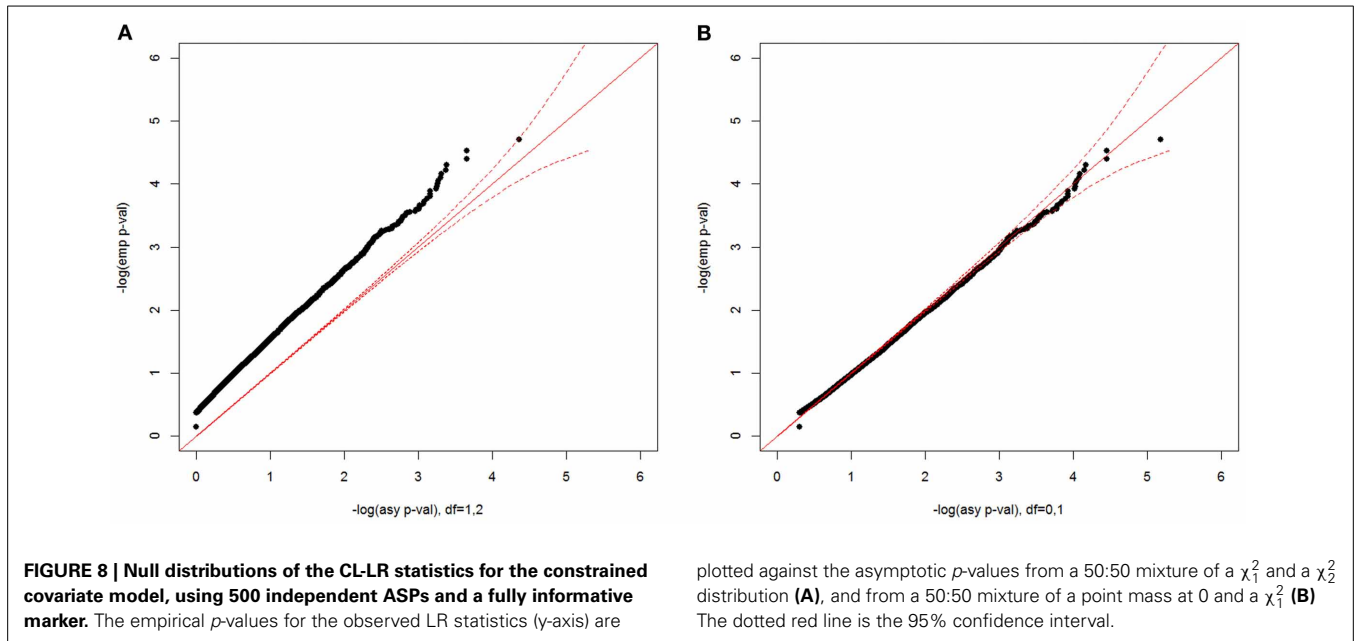 A
6
5
4
3
2
1
0
-log(emp p-val)
0 1 2 3 4 5 6
-log(asy p-val), df=1,2
B
6
5
4
3
2
1
0
-log(emp p-val)
0 1 2 3 4 5 6
-log(asy p-val), df=0,1
FIGURE 8 | Null distributions of the CL-LR statistics for the constrained
covariate model, using 500 independent ASPs and a fully informative
marker. The empirical p-values for the observed LR statistics (y-axis) are
plotted against the asymptotic p-values from a 50:50 mixture of a χ₁² and a χ₂²
distribution (A), and from a 50:50 mixture of a point mass at 0 and a χ₁² (B)
The dotted red line is the 95% confidence interval.